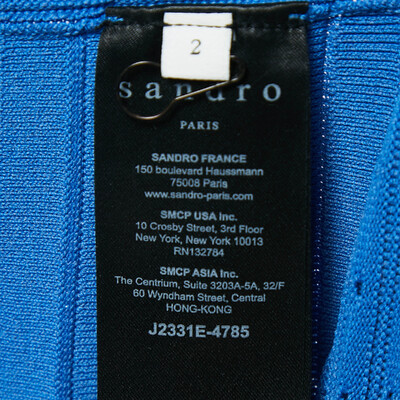 2
sandro
PARIS
SANDRO FRANCE
150 boulevard Haussmann
75008 Paris
www.sandro-paris.com
SMCP USA Inc.
10 Crosby Street, 3rd Floor
New York, New York 10013
RN132784
SMCP ASIA Inc.
The Centrium, Suite 3203A-5A, 32/F
60 Wyndham Street, Central
HONG-KONG
J2331E-4785